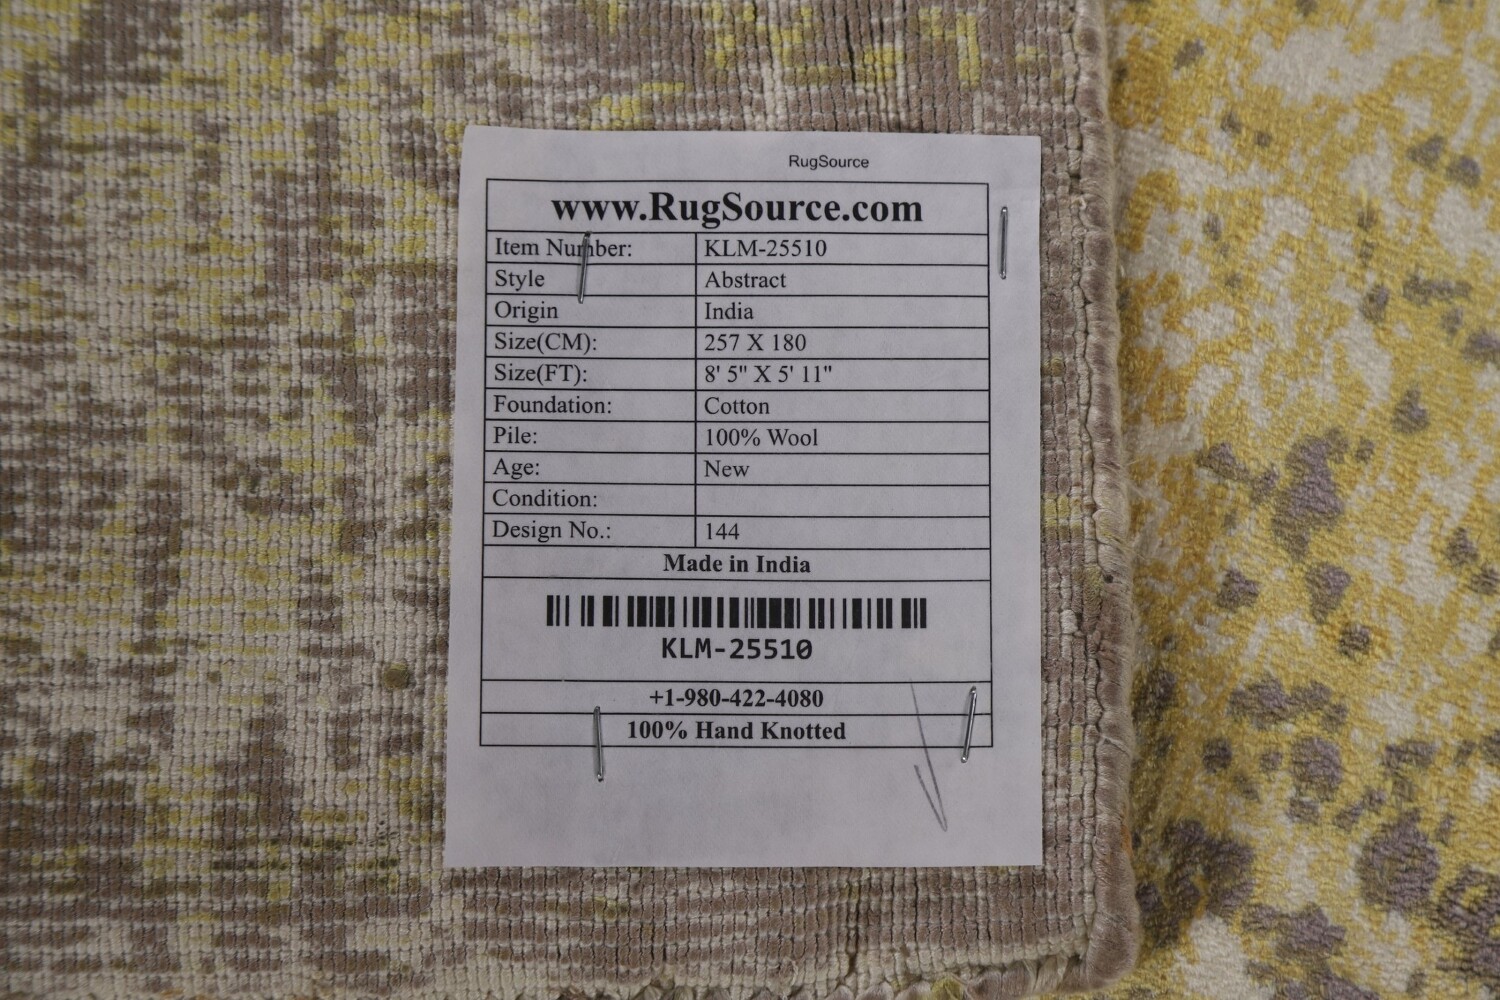 RugSource
www.RugSource.com
Item Number: KLM-25510
Style Abstract
Origin India
Size(CM): 257 X 180
Size(FT): 8' 5" X 5' 11"
Foundation: Cotton
Pile: 100% Wool
Age: New
Condition:
Design No.: 144
Made in India
KLM-25510
+1-980-422-4080
100% Hand Knotted